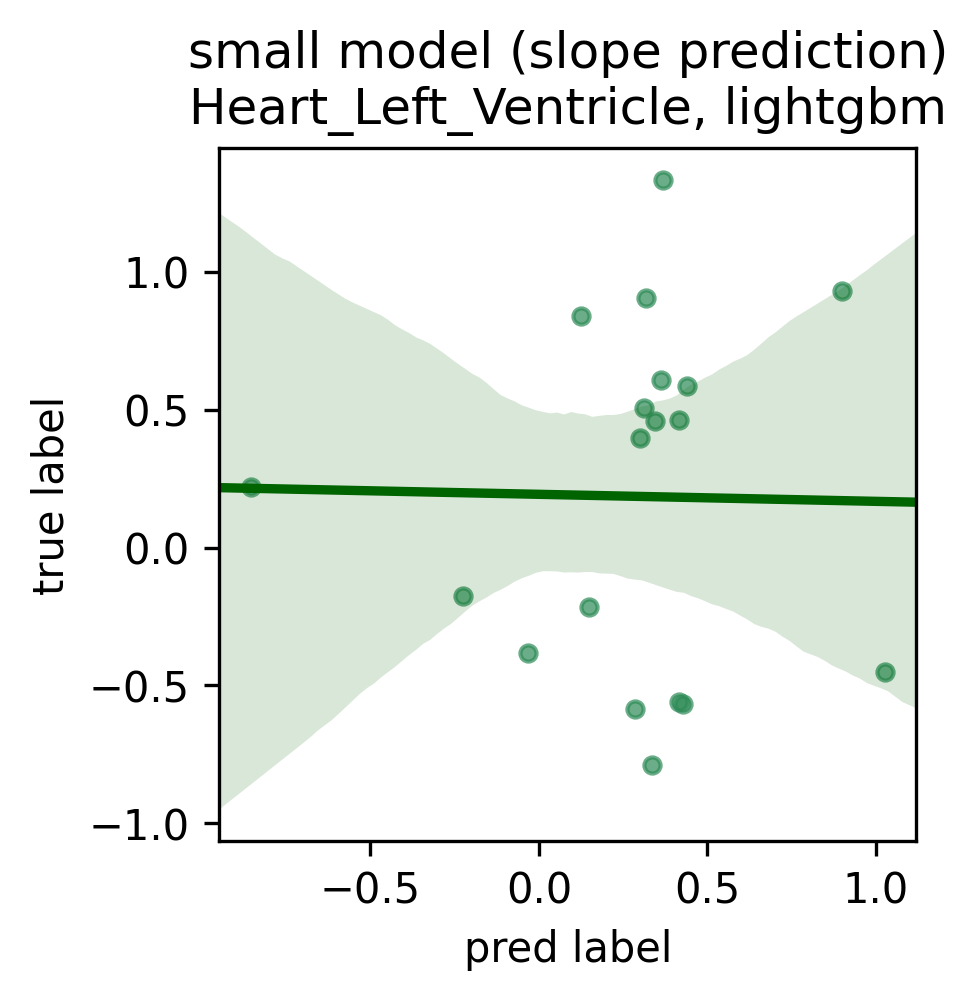 small model (slope prediction)
Heart_Left_Ventricle, lightgbm
1.0
0.5
0.0
−0.5
−1.0
true label
−0.5
0.0
0.5
1.0
pred label